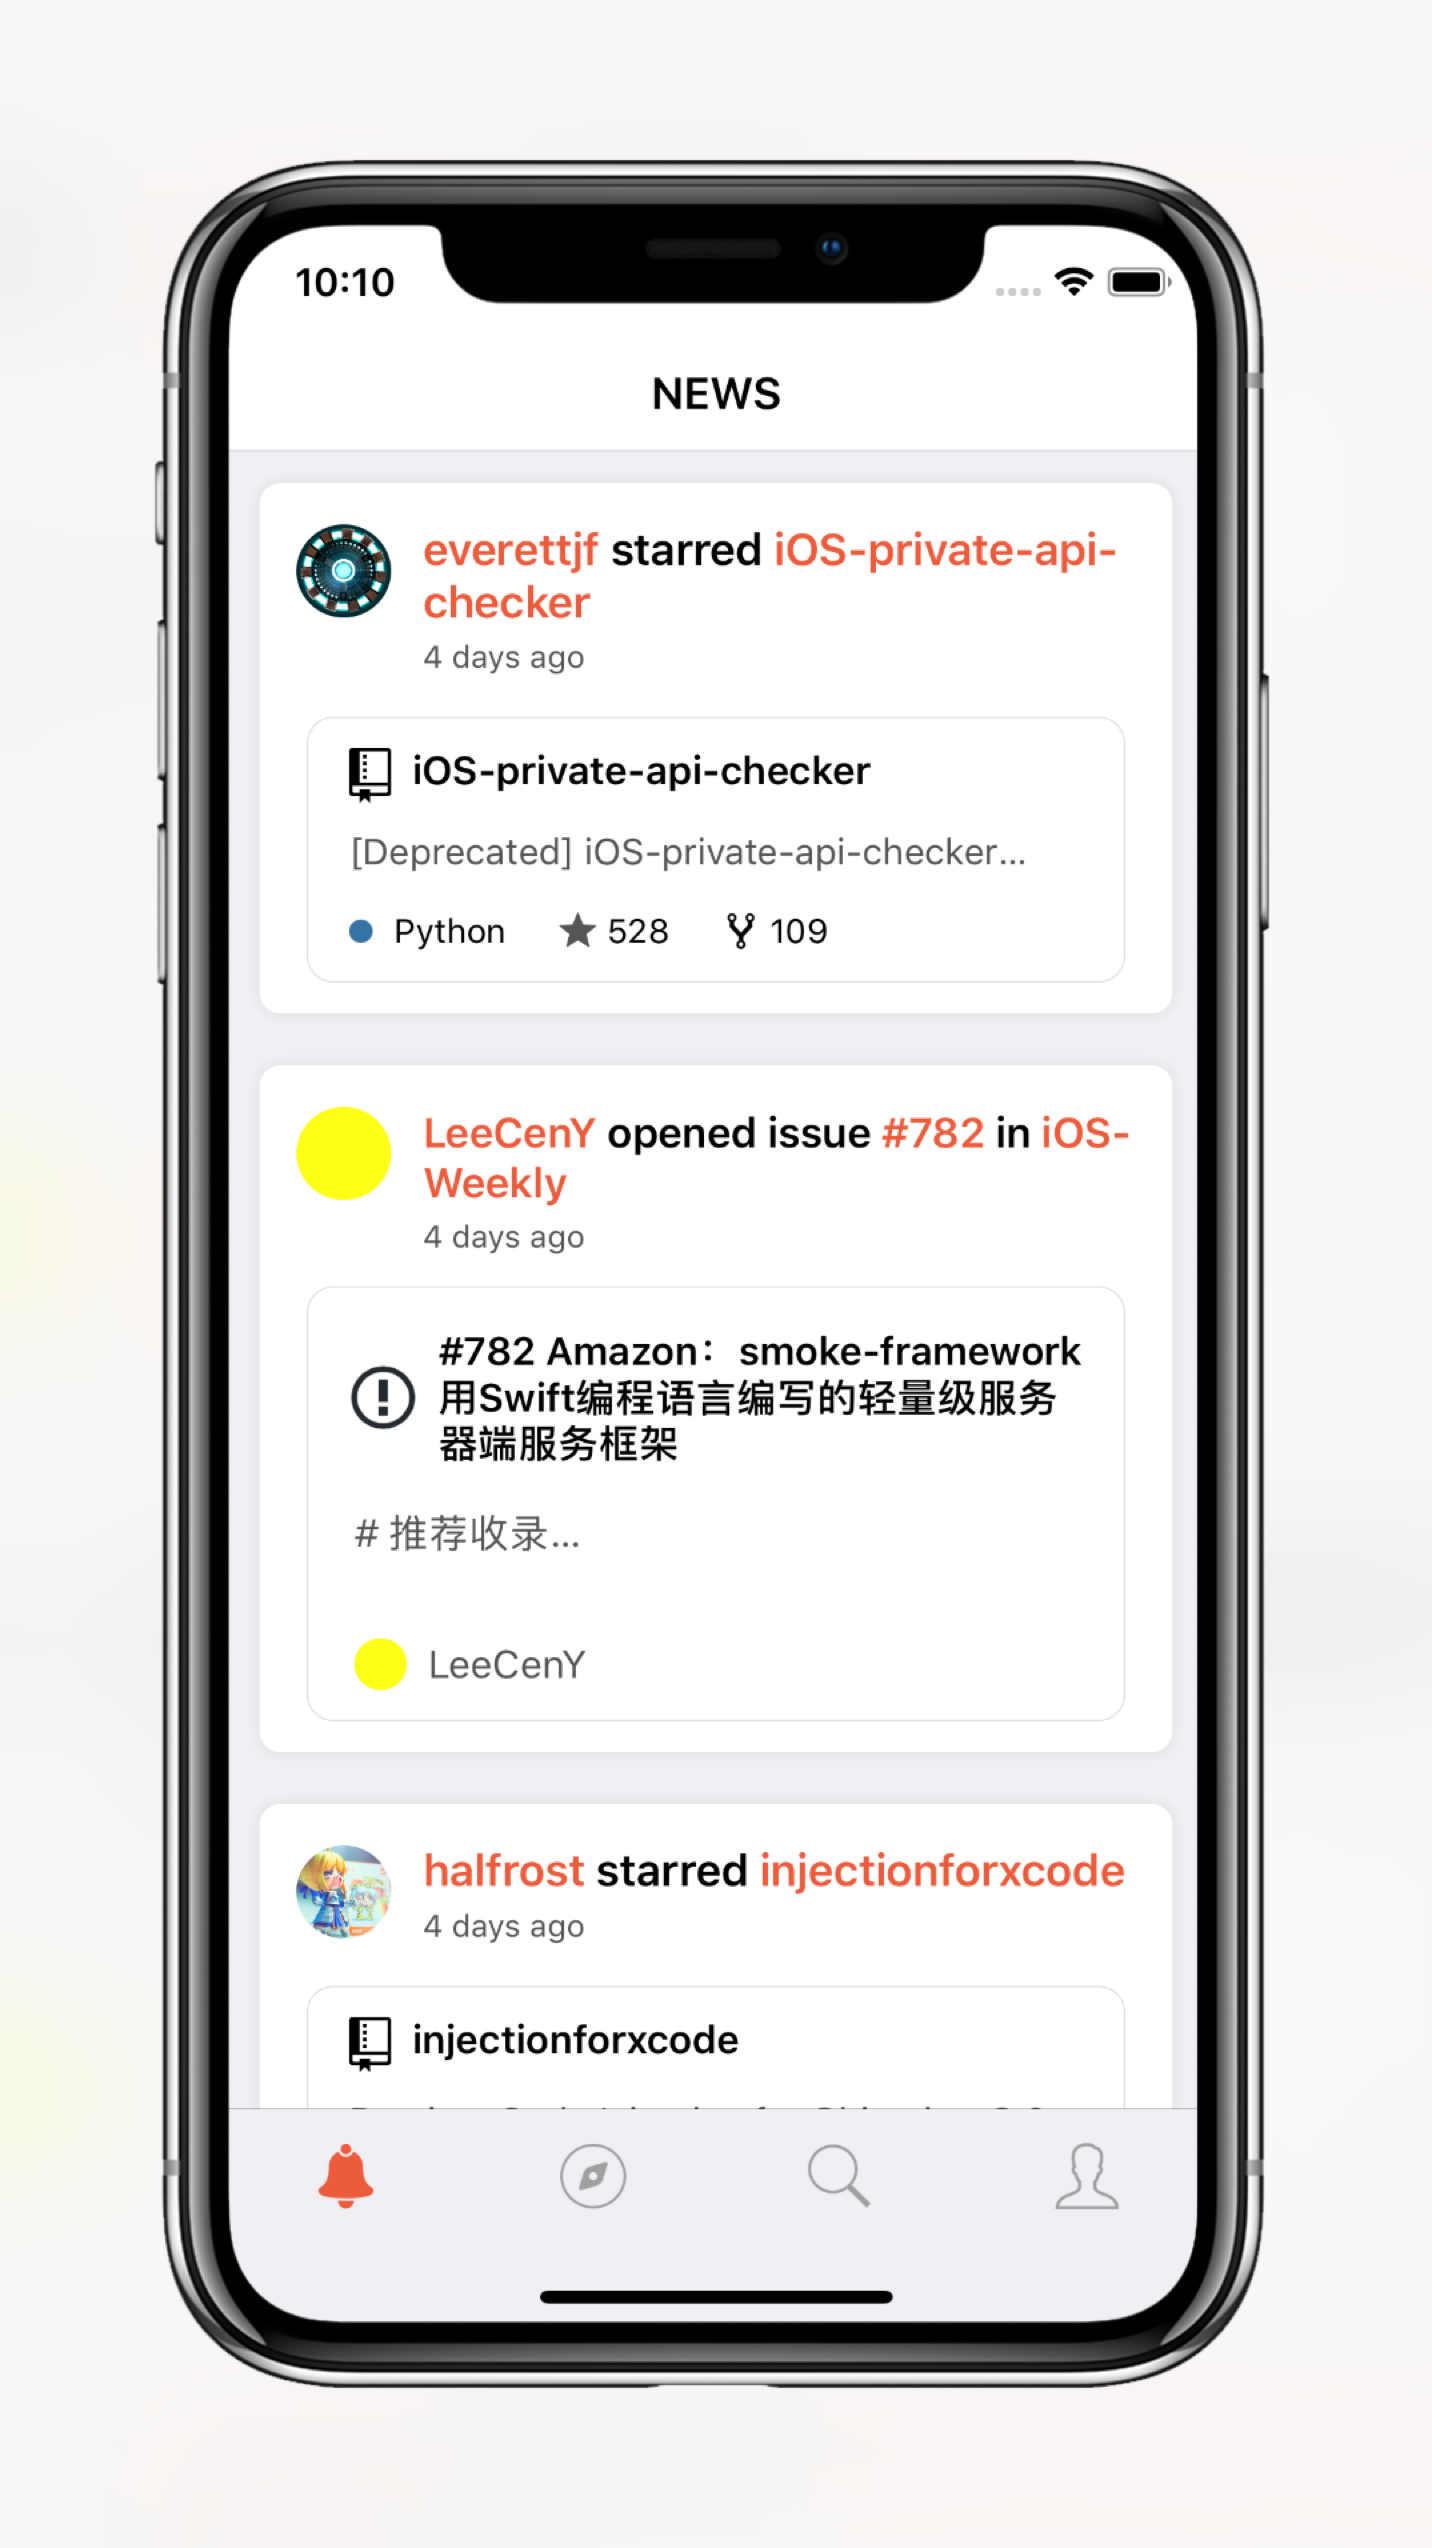 10:10
NEWS
everettjf starred iOS-private-api-
checker
4 days ago
iOS-private-api-checker
[Deprecated] iOS-private-api-checker...
Python 528 109
LeeCenY opened issue #782 in iOS-
Weekly
4 days ago
#782 Amazon：smoke-framework
用Swift编程语言编写的轻量级服务
器端服务框架
# 推荐收录...
LeeCenY
halfrost starred injectionforxcode
4 days ago
injectionforxcode